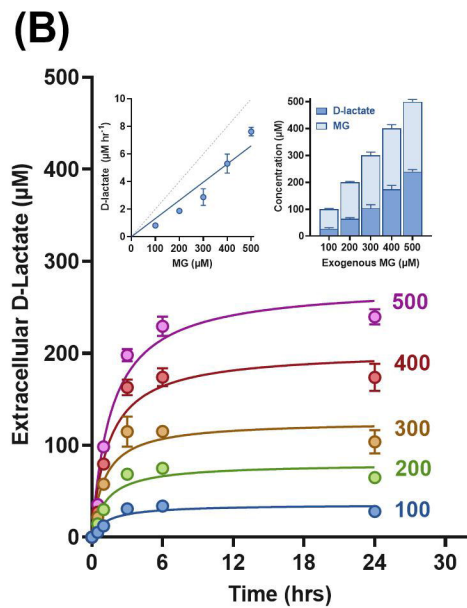 (B)
Extracellular D-Lactate (µM)
500
400
300
200
100
0
0 6 12 18 24 30
Time (hrs)
500
400
300
200
100
D-lactate (µM hr⁻¹)
10
8
6
4
2
0
0 100 200 300 400 500
MG (µM)
D-lactate
MG
Concentration (µM)
500
400
300
200
100
0
100 200 300 400 500
Exogenous MG (µM)